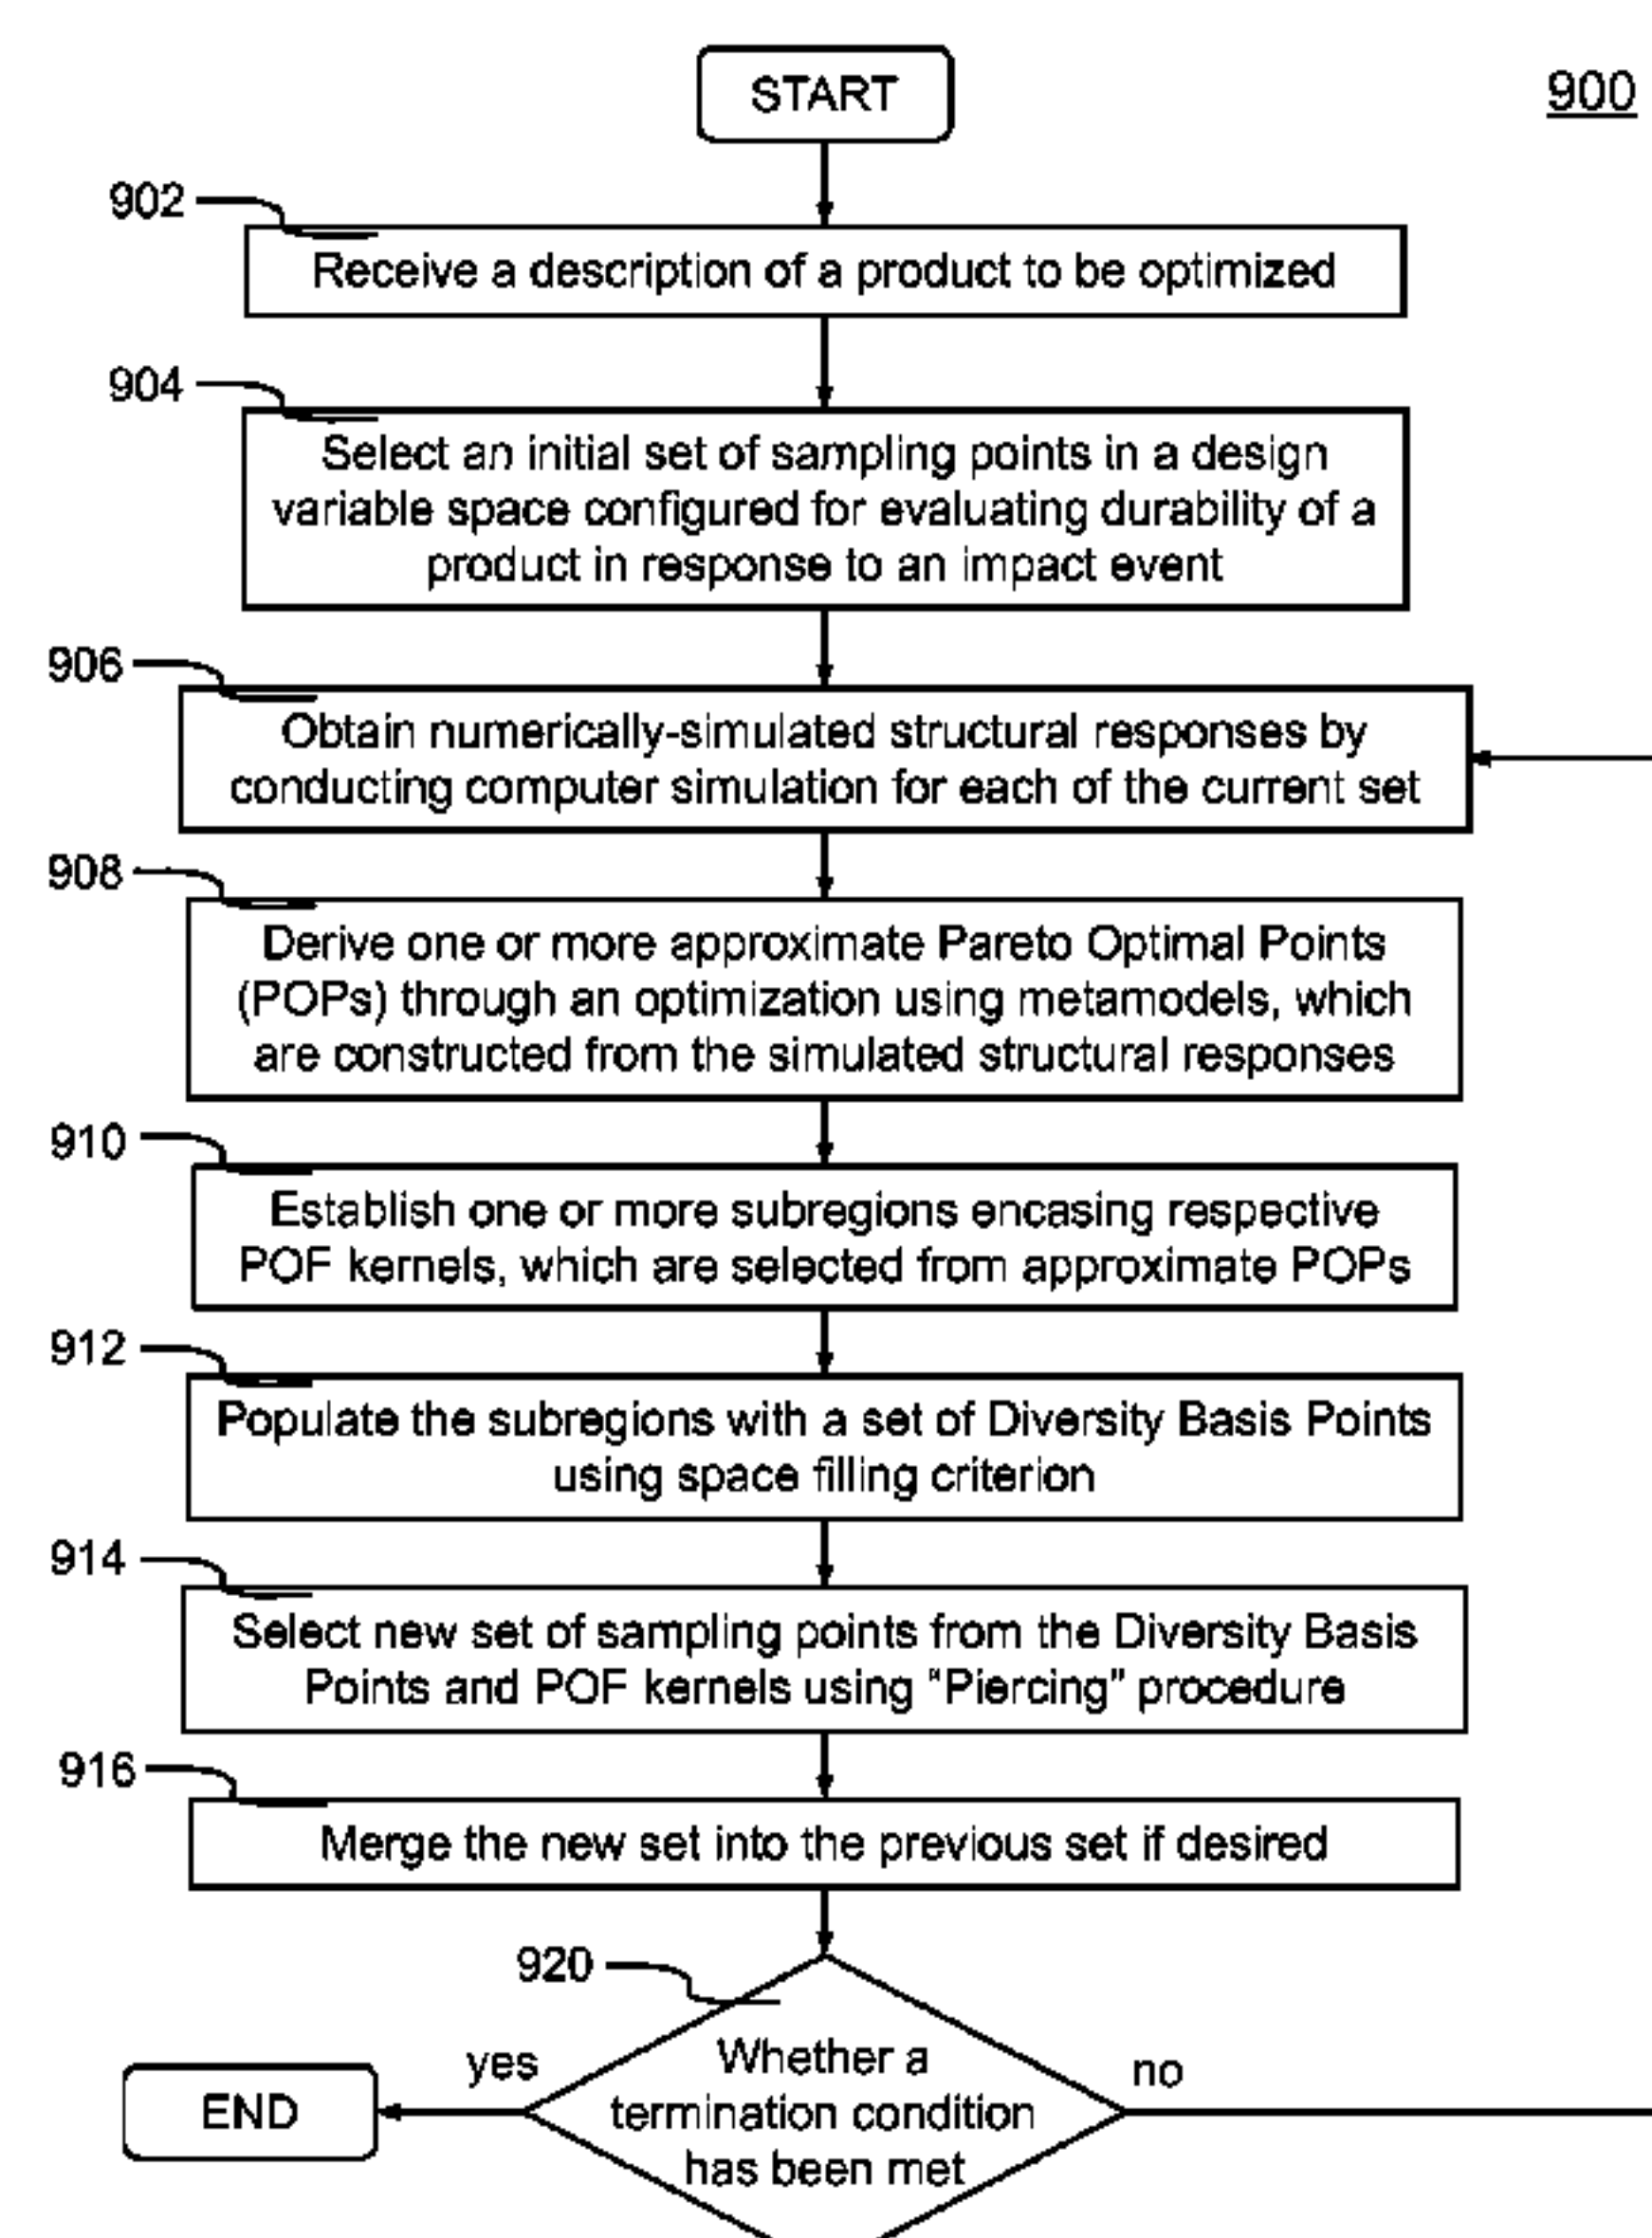 START
900
902
Receive a description of a product to be optimized
904
Select an initial set of sampling points in a design
variable space configured for evaluating durability of a
product in response to an impact event
906
Obtain numerically-simulated structural responses by
conducting computer simulation for each of the current set
908
Derive one or more approximate Pareto Optimal Points
(POPs) through an optimization using metamodels, which
are constructed from the simulated structural responses
910
Establish one or more subregions encasing respective
POF kernels, which are selected from approximate POPs
912
Populate the subregions with a set of Diversity Basis Points
using space filling criterion
914
Select new set of sampling points from the Diversity Basis
Points and POF kernels using “Piercing” procedure
916
Merge the new set into the previous set if desired
920
Whether a
termination condition
has been met
yes
no
END